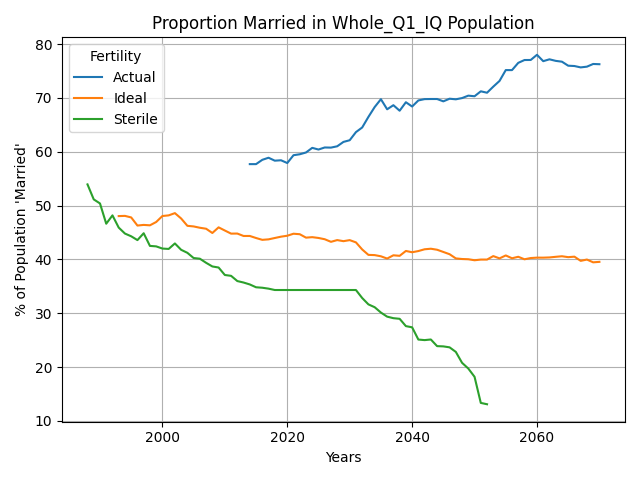 Proportion Married in Whole_Q1_IQ Population
Fertility
Actual
Ideal
Sterile
% of Population 'Married'
80
70
60
50
40
30
20
10
2000 2020 2040 2060
Years